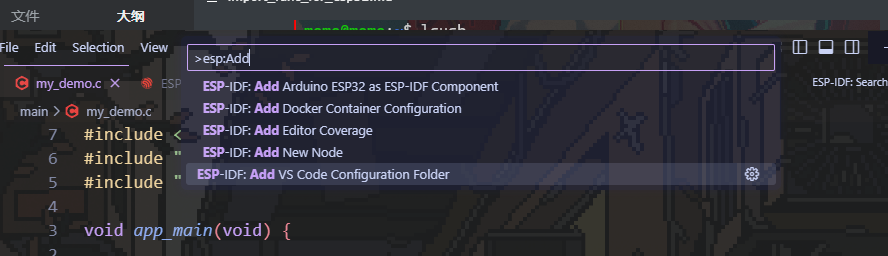 文件 大纲
File Edit Selection View
>esp:Add
my_demo.c ESP
ESP-IDF: Search
ESP-IDF: Add Arduino ESP32 as ESP-IDF Component
ESP-IDF: Add Docker Container Configuration
ESP-IDF: Add Editor Coverage
ESP-IDF: Add New Node
ESP-IDF: Add VS Code Configuration Folder
main > my_demo.c
7 #include <
6 #include "
5 #include "
4
3 void app_main(void) {
2